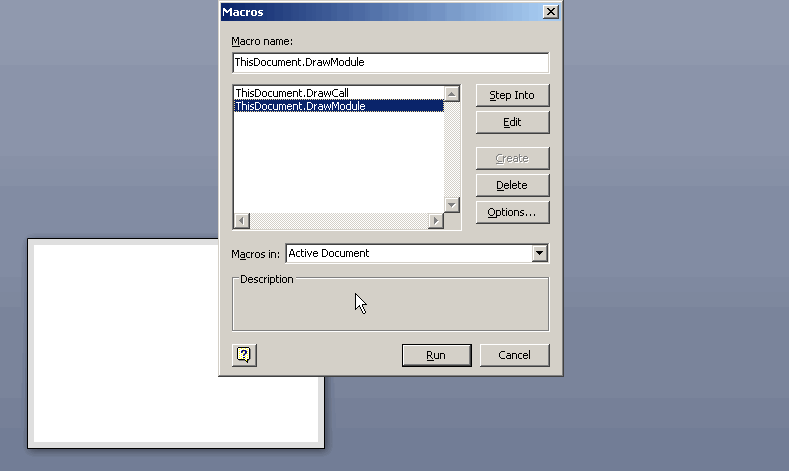 Macros
Macro name:
ThisDocument.DrawModule
ThisDocument.DrawCall
ThisDocument.DrawModule
Step Into
Edit
Create
Delete
Options...
Macros in:
Active Document
Description
?
Run
Cancel